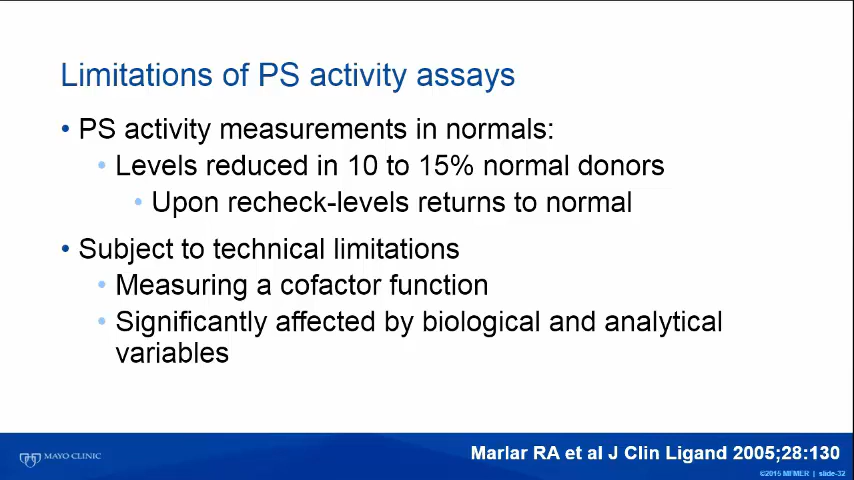 Limitations of PS activity assays
• PS activity measurements in normals:
• Levels reduced in 10 to 15% normal donors
• Upon recheck-levels returns to normal
• Subject to technical limitations
• Measuring a cofactor function
• Significantly affected by biological and analytical
variables
MAYO CLINIC
Marlar RA et al J Clin Ligand 2005;28:130
©2015 MFMER | slide-32